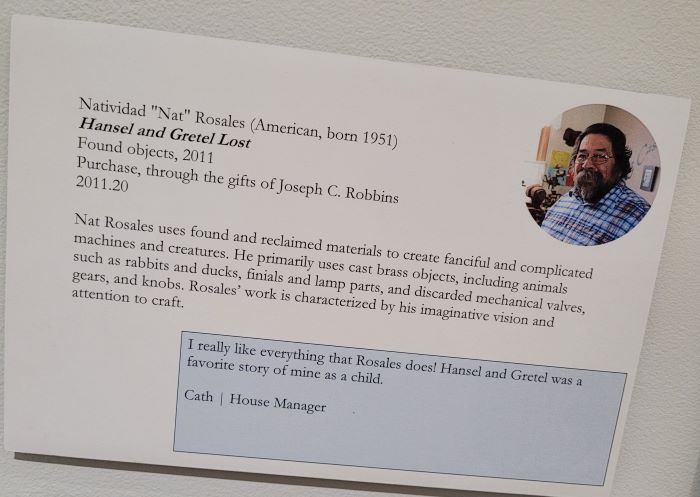 Natividad "Nat" Rosales (American, born 1951)
Hansel and Gretel Lost
Found objects, 2011
Purchase, through the gifts of Joseph C. Robbins
2011.20
Nat Rosales uses found and reclaimed materials to create fanciful and complicated
machines and creatures. He primarily uses cast brass objects, including animals
such as rabbits and ducks, finials and lamp parts, and discarded mechanical valves,
gears, and knobs. Rosales' work is characterized by his imaginative vision and
attention to craft.
I really like everything that Rosales does! Hansel and Gretel was a
favorite story of mine as a child.
Cath | House Manager